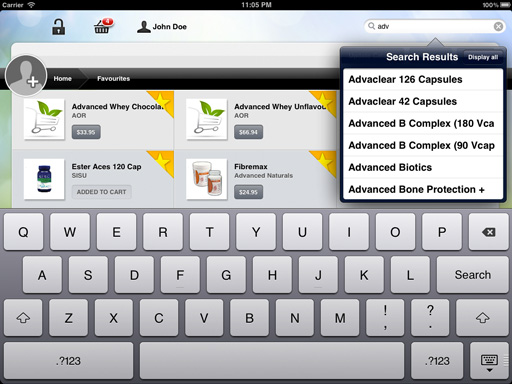 Carrier 11:05 PM 100%
4 John Doe adv
Search Results Display all
Home Favourites
Advaclear 126 Capsules
Advaclear 42 Capsules
Advanced B Complex (180 Vca
Advanced B Complex (90 Vcap
Advanced Biotics
Advanced Bone Protection +
Advanced Whey Chocola
AOR
$33.95
Advanced Whey Unflavou
AOR
$66.94
Ester Aces 120 Cap
SISU
ADDED TO CART
Fibremax
Advanced Naturals
$24.95
Q W E R T Y U I O P
A S D F G H J K L Search
Z X C V B N M ! , ? .
.?123 .?123